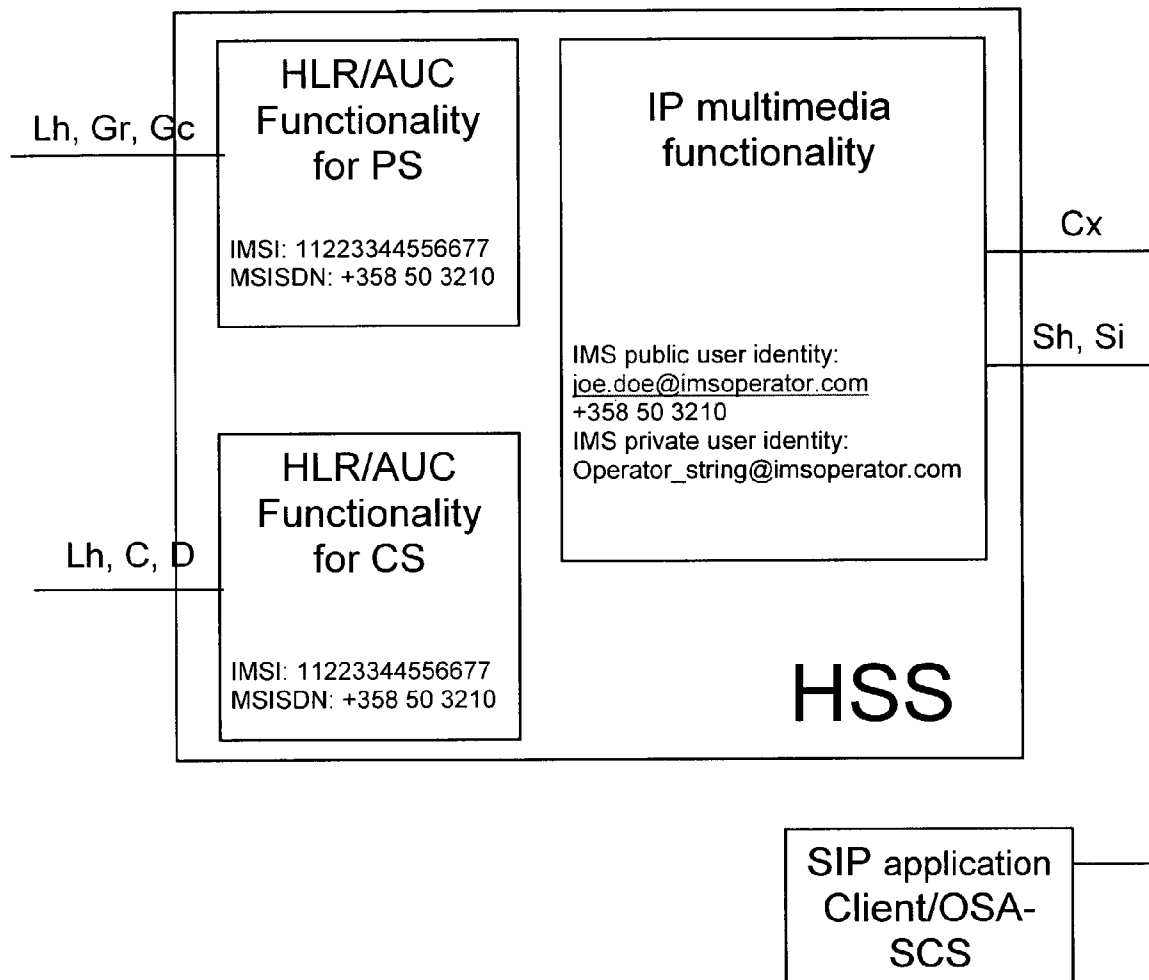 HLR/AUC
Functionality
for PS
Lh, Gr, Gc
IMSI: 11223344556677
MSISDN: +358 50 3210
IP multimedia
functionality
Cx
Sh, Si
IMS public user identity:
joe.doe@imsoperator.com
+358 50 3210
IMS private user identity:
Operator_string@imsoperator.com
HLR/AUC
Functionality
for CS
Lh, C, D
IMSI: 11223344556677
MSISDN: +358 50 3210
HSS
SIP application
Client/OSA-
SCS